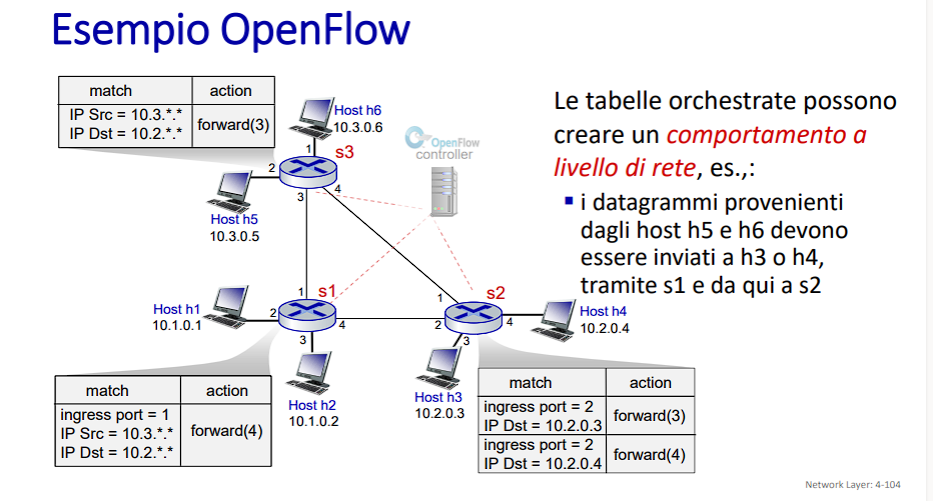 Esempio OpenFlow
match action
IP Src = 10.3.*.*
IP Dst = 10.2.*.*
forward(3)
Host h6
10.3.0.6
1
s3
2
3
4
OpenFlow
controller
Host h5
10.3.0.5
Le tabelle orchestrate possono
creare un comportamento a
livello di rete, es.,:
▪ i datagrammi provenienti
dagli host h5 e h6 devono
essere inviati a h3 o h4,
tramite s1 e da qui a s2
Host h1
10.1.0.1
1
s1
2
3
4
Host h2
10.1.0.2
1
s2
2
3
4
Host h4
10.2.0.4
Host h3
10.2.0.3
match action
ingress port = 1
IP Src = 10.3.*.*
IP Dst = 10.2.*.*
forward(4)
match action
ingress port = 2
IP Dst = 10.2.0.3
forward(3)
ingress port = 2
IP Dst = 10.2.0.4
forward(4)
Network Layer: 4-104